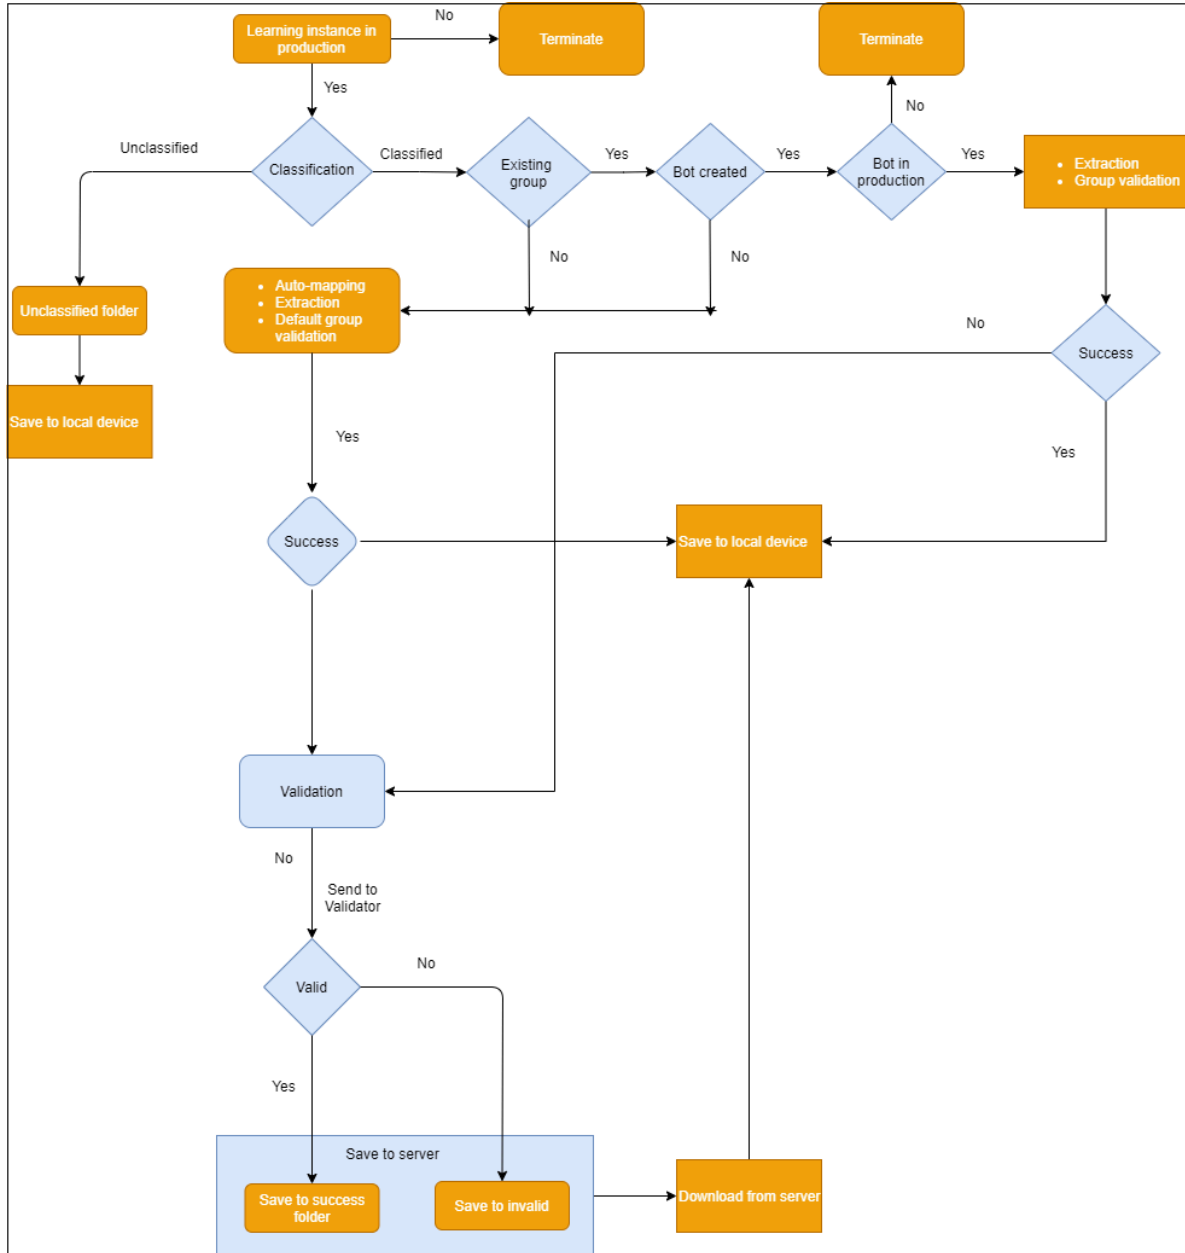 No
Learning instance in
production
Terminate
Terminate
Yes
No
Unclassified
Classification
Classified
Existing
group
Yes
Bot created
Yes
Bot in
production
Yes
• Extraction
• Group validation
No
No
• Auto-mapping
• Extraction
• Default group
validation
Unclassified folder
No
Success
Save to local device
Yes
Yes
Success
Save to local device
Validation
No
Send to
Validator
No
Valid
Yes
Save to server
Save to success
folder
Save to invalid
Download from server